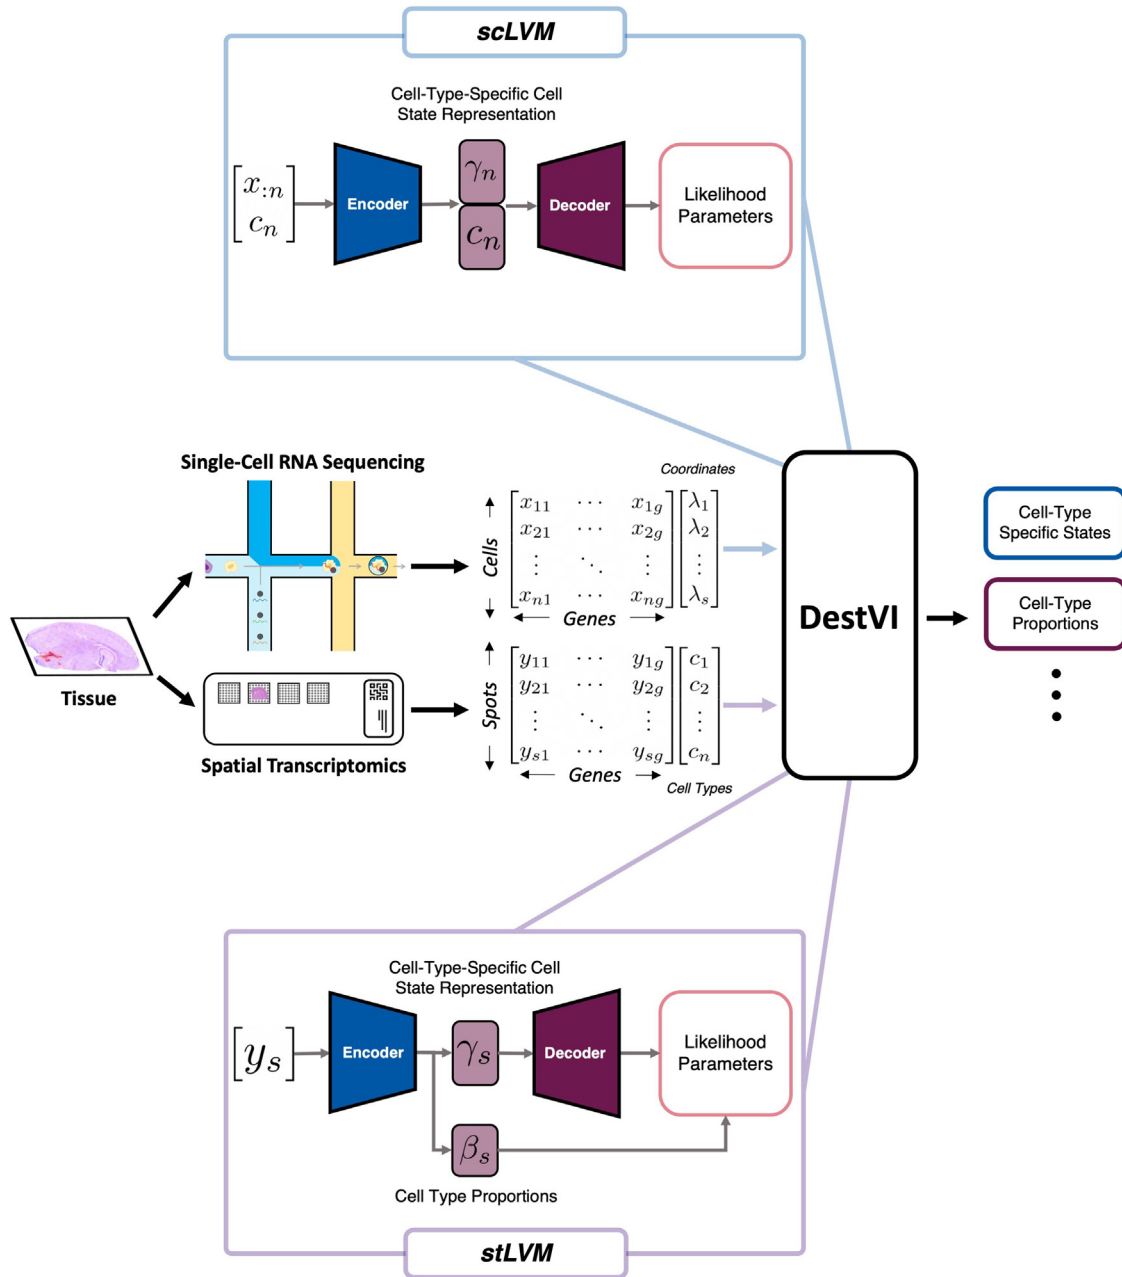 scLVM
Cell-Type-Specific Cell
State Representation
x:n
cn
Encoder
γn
cn
Decoder
Likelihood
Parameters
Single-Cell RNA Sequencing
Coordinates
Cells
x11 ⋯ x1g λ1
x21 ⋯ x2g λ2
⋮ ⋱ ⋮ ⋮
xn1 ⋯ xng λs
Genes
Tissue
Spatial Transcriptomics
Spots
y11 ⋯ y1g c1
y21 ⋯ y2g c2
⋮ ⋱ ⋮ ⋮
ys1 ⋯ ysg cn
Genes
Cell Types
DestVI
Cell-Type
Specific States
Cell-Type
Proportions
Cell-Type-Specific Cell
State Representation
[ys]
Encoder
γs
Decoder
Likelihood
Parameters
βs
Cell Type Proportions
stLVM